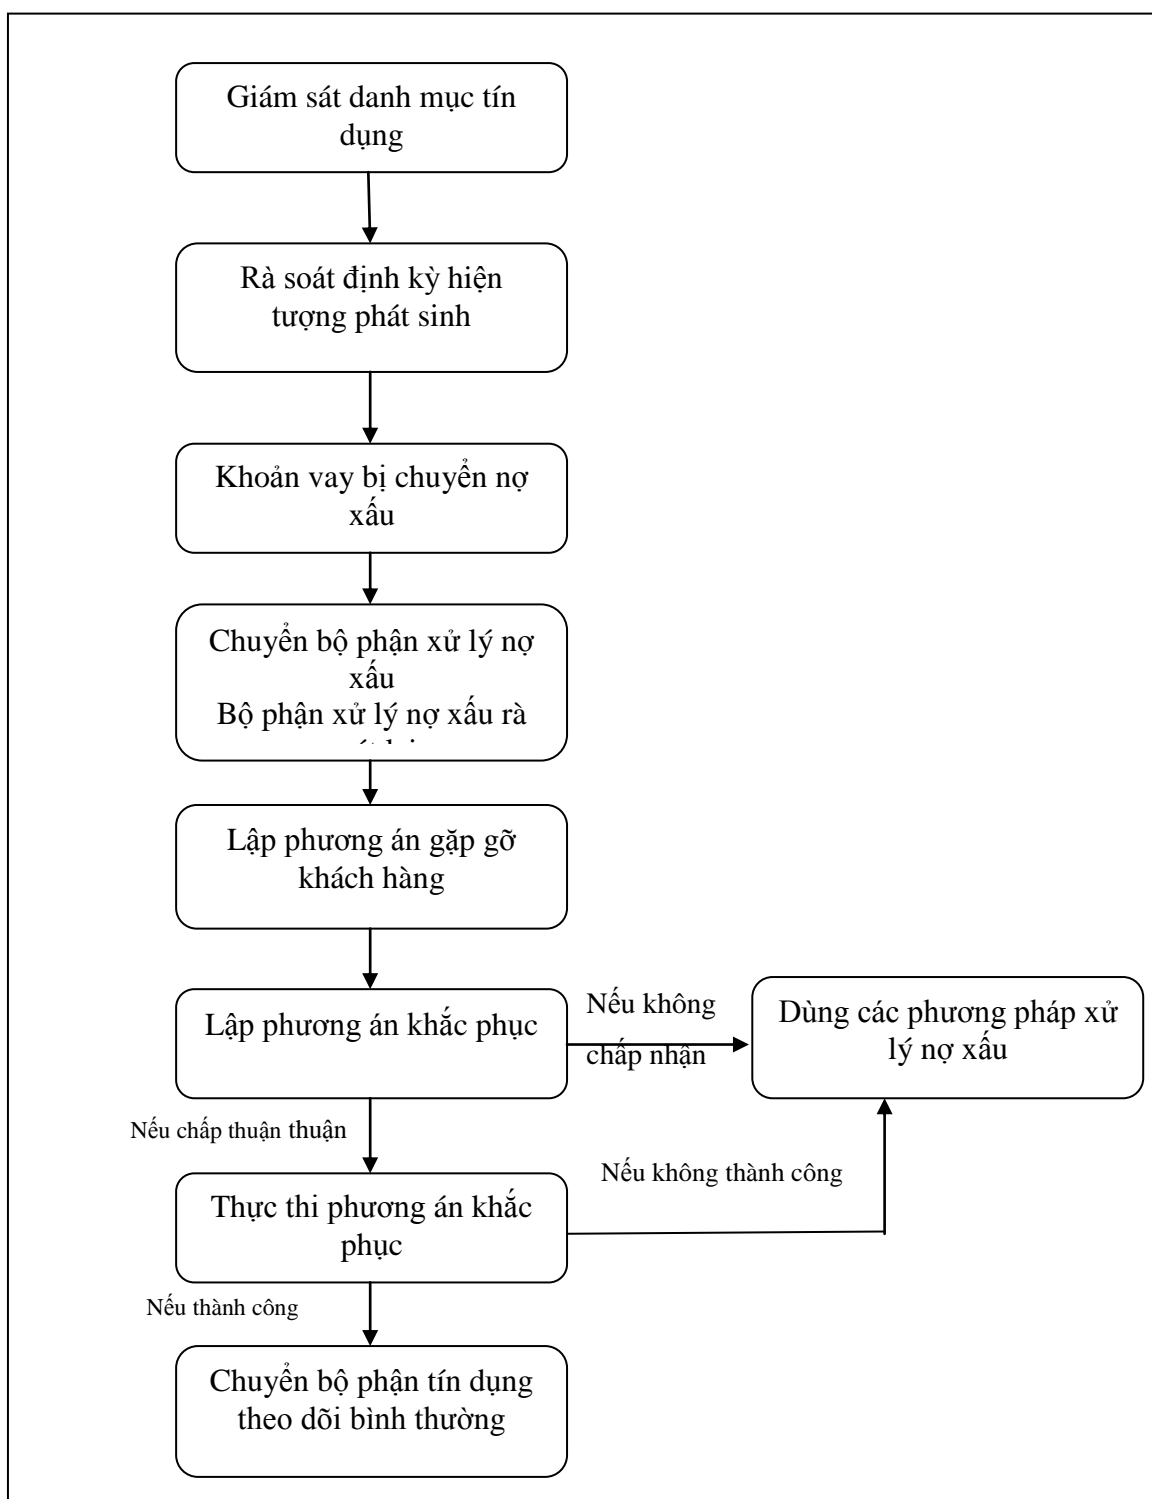 Giám sát danh mục tín
dụng
Rà soát định kỳ hiện
tượng phát sinh
Khoản vay bị chuyển nợ
xấu
Chuyển bộ phận xử lý nợ
xấu
Bộ phận xử lý nợ xấu rà
Lập phương án gặp gỡ
khách hàng
Lập phương án khắc phục
Nếu không
chấp nhận
Dùng các phương pháp xử
lý nợ xấu
Nếu chấp thuận thuận
Nếu không thành công
Thực thi phương án khắc
phục
Nếu thành công
Chuyển bộ phận tín dụng
theo dõi bình thường